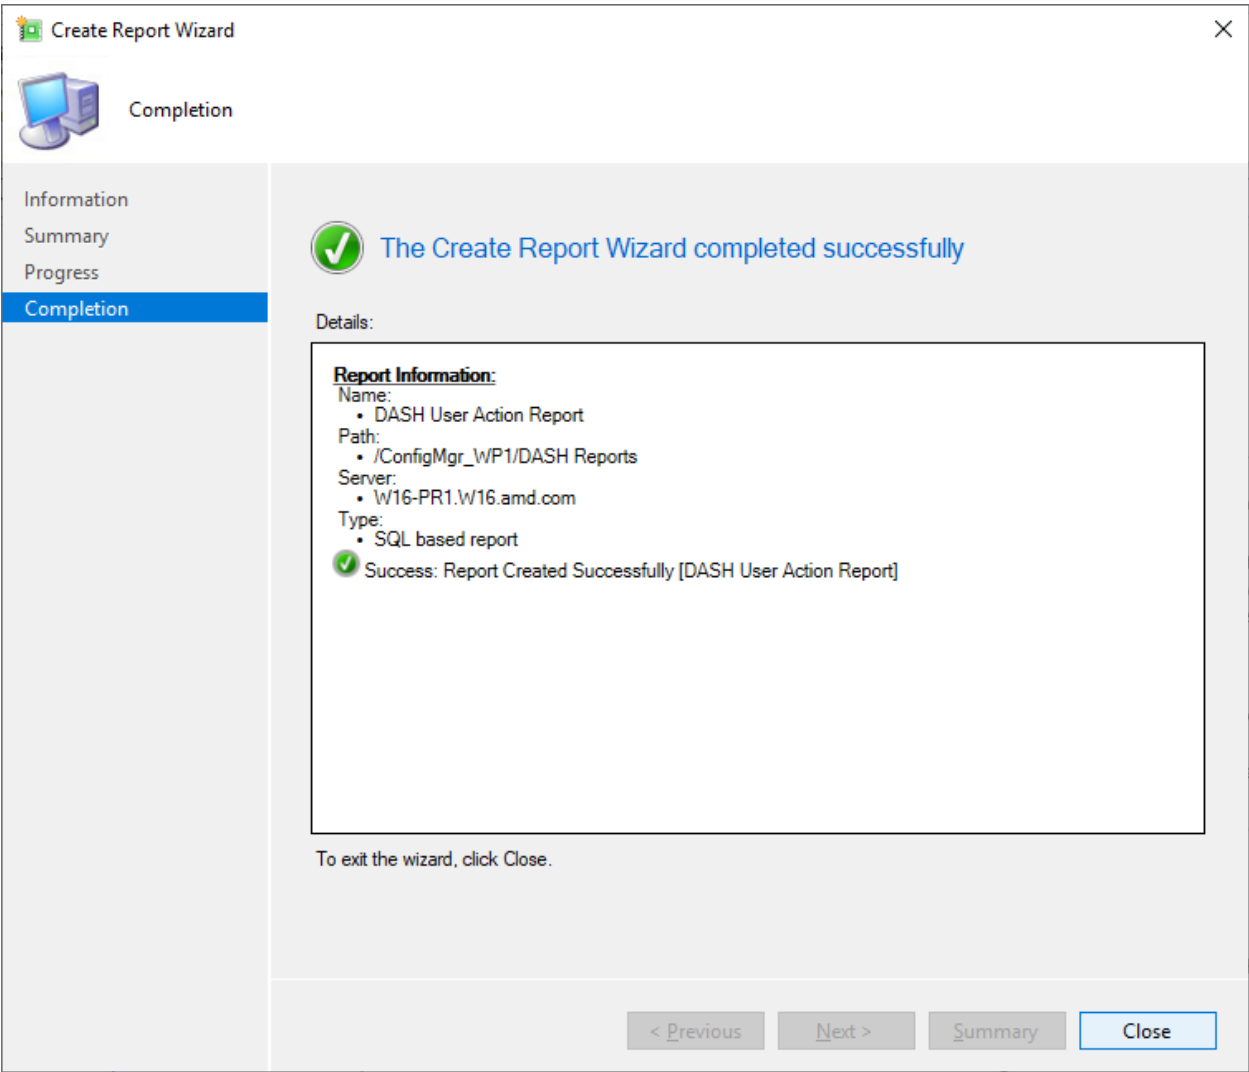 Create Report Wizard
Completion
Information
Summary
Progress
Completion
The Create Report Wizard completed successfully
Details:
Report Information:
Name:
• DASH User Action Report
Path:
• /ConfigMgr_WP1/DASH Reports
Server:
• W16-PR1.W16.amd.com
Type:
• SQL based report
Success: Report Created Successfully [DASH User Action Report]
To exit the wizard, click Close.
< Previous Next > Summary Close